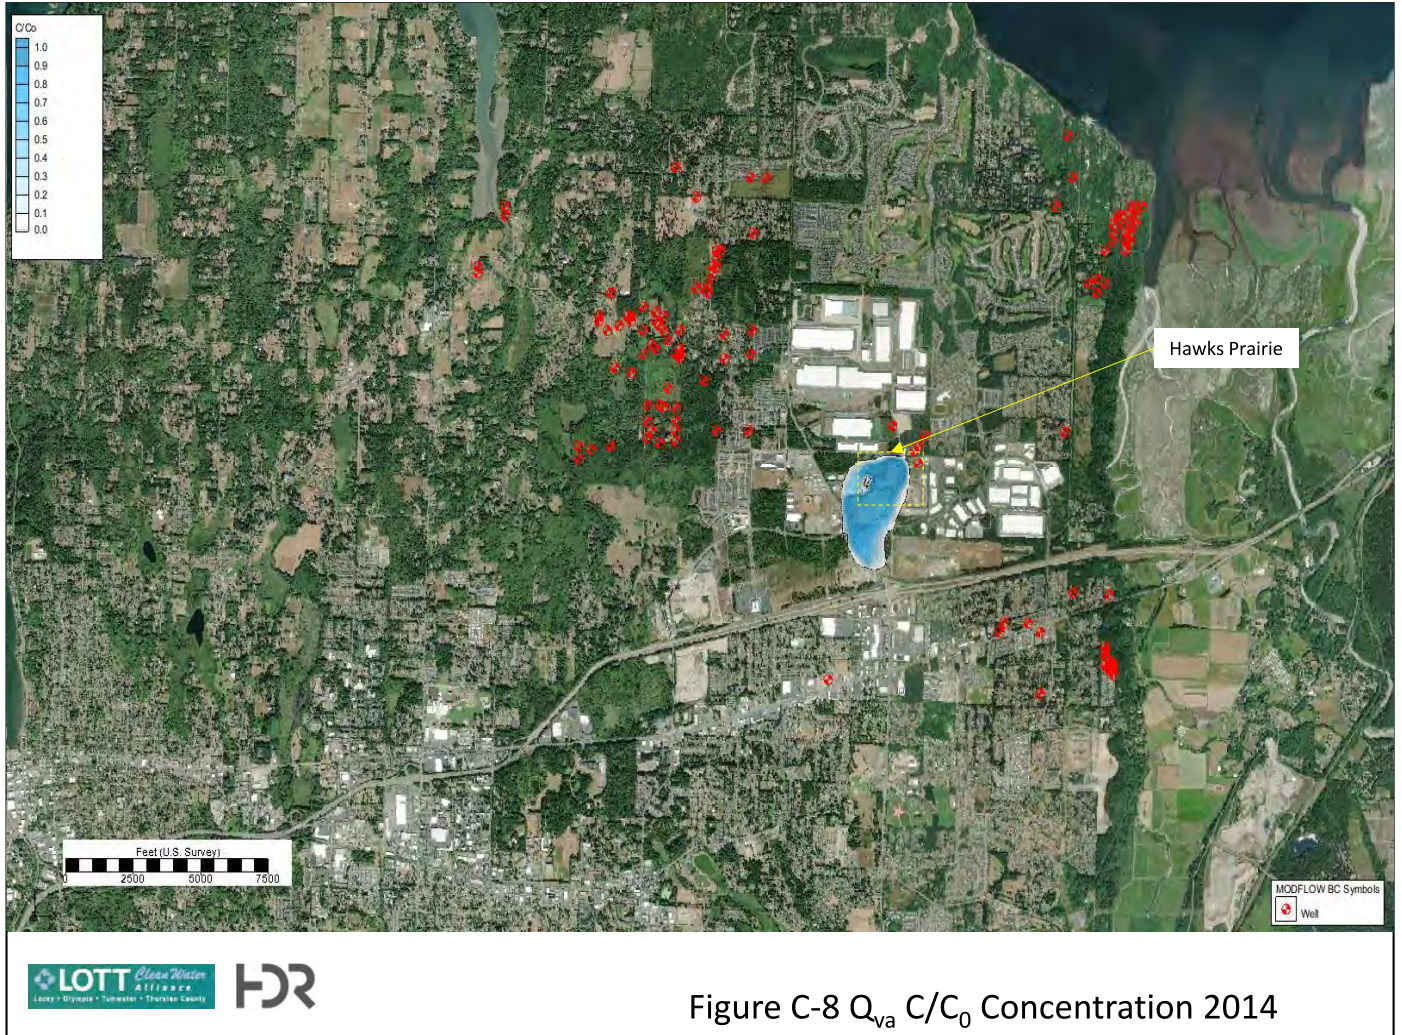 C/Co
1.0
0.9
0.8
0.7
0.6
0.5
0.4
0.3
0.2
0.1
0.0
Hawks Prairie
Feet (U.S. Survey)
0 2500 5000 7500
MODFLOW BC Symbols
Well
LOTT Clean Water
Alliance
Lacey • Olympia • Tumwater • Thurston County
HDR
Figure C-8 Qva C/C0 Concentration 2014